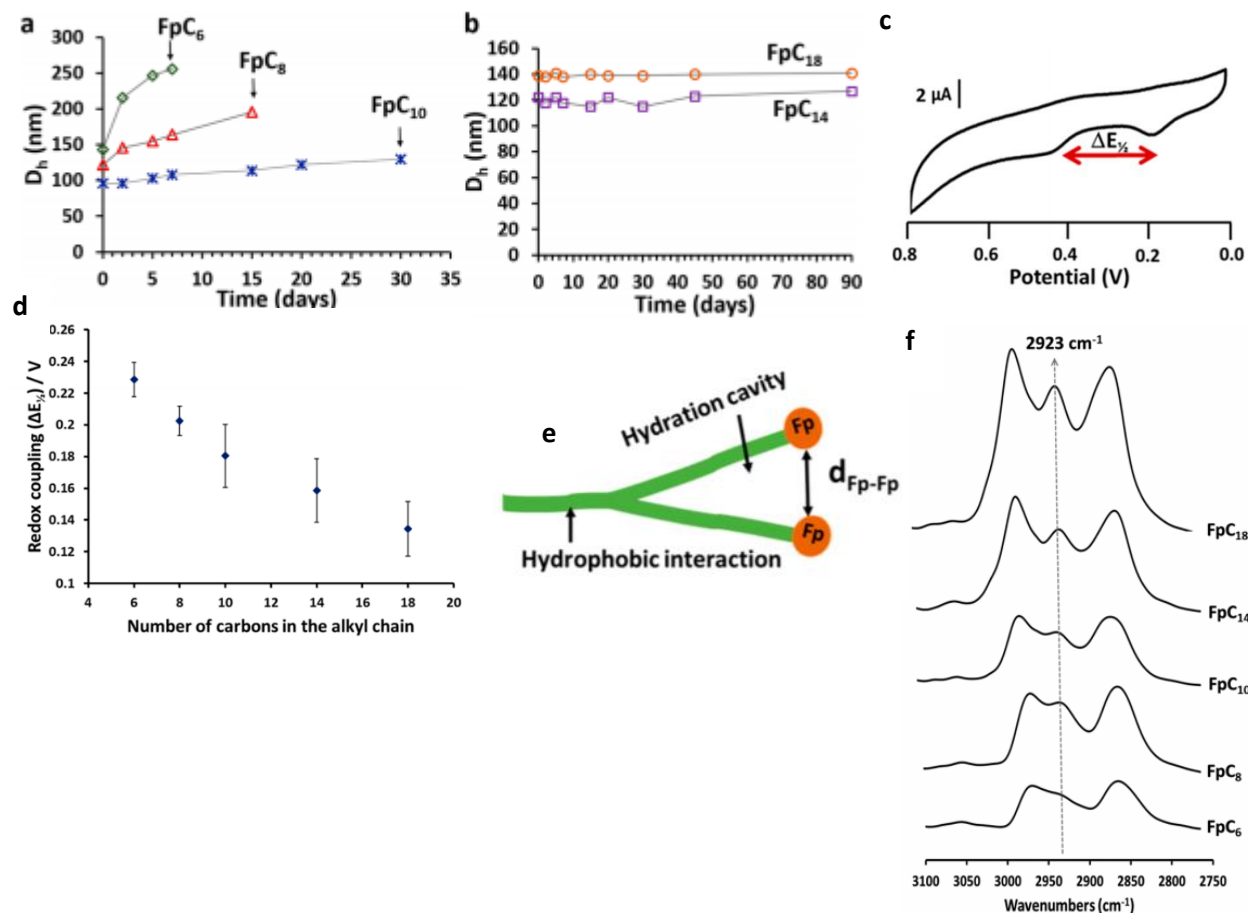 a
FpC6
FpC8
FpC10
300
250
200
150
100
50
0
Dh (nm)
0 5 10 15 20 25 30 35
Time (days)
b
FpC18
FpC14
160
140
120
100
80
60
40
20
0
Dh (nm)
0 10 20 30 40 50 60 70 80 90
Time (days)
c
2 µA
ΔE½
0.8 0.6 0.4 0.2 0.0
Potential (V)
d
0.26
0.24
0.22
0.2
0.18
0.16
0.14
0.12
0.1
Redox coupling (ΔE½) / V
4 6 8 10 12 14 16 18 20
Number of carbons in the alkyl chain
e
Hydration cavity
Fp
dFp-Fp
Fp
Hydrophobic interaction
f
2923 cm-1
FpC18
FpC14
FpC10
FpC8
FpC6
3100 3050 3000 2950 2900 2850 2800 2750
Wavenumbers (cm-1)